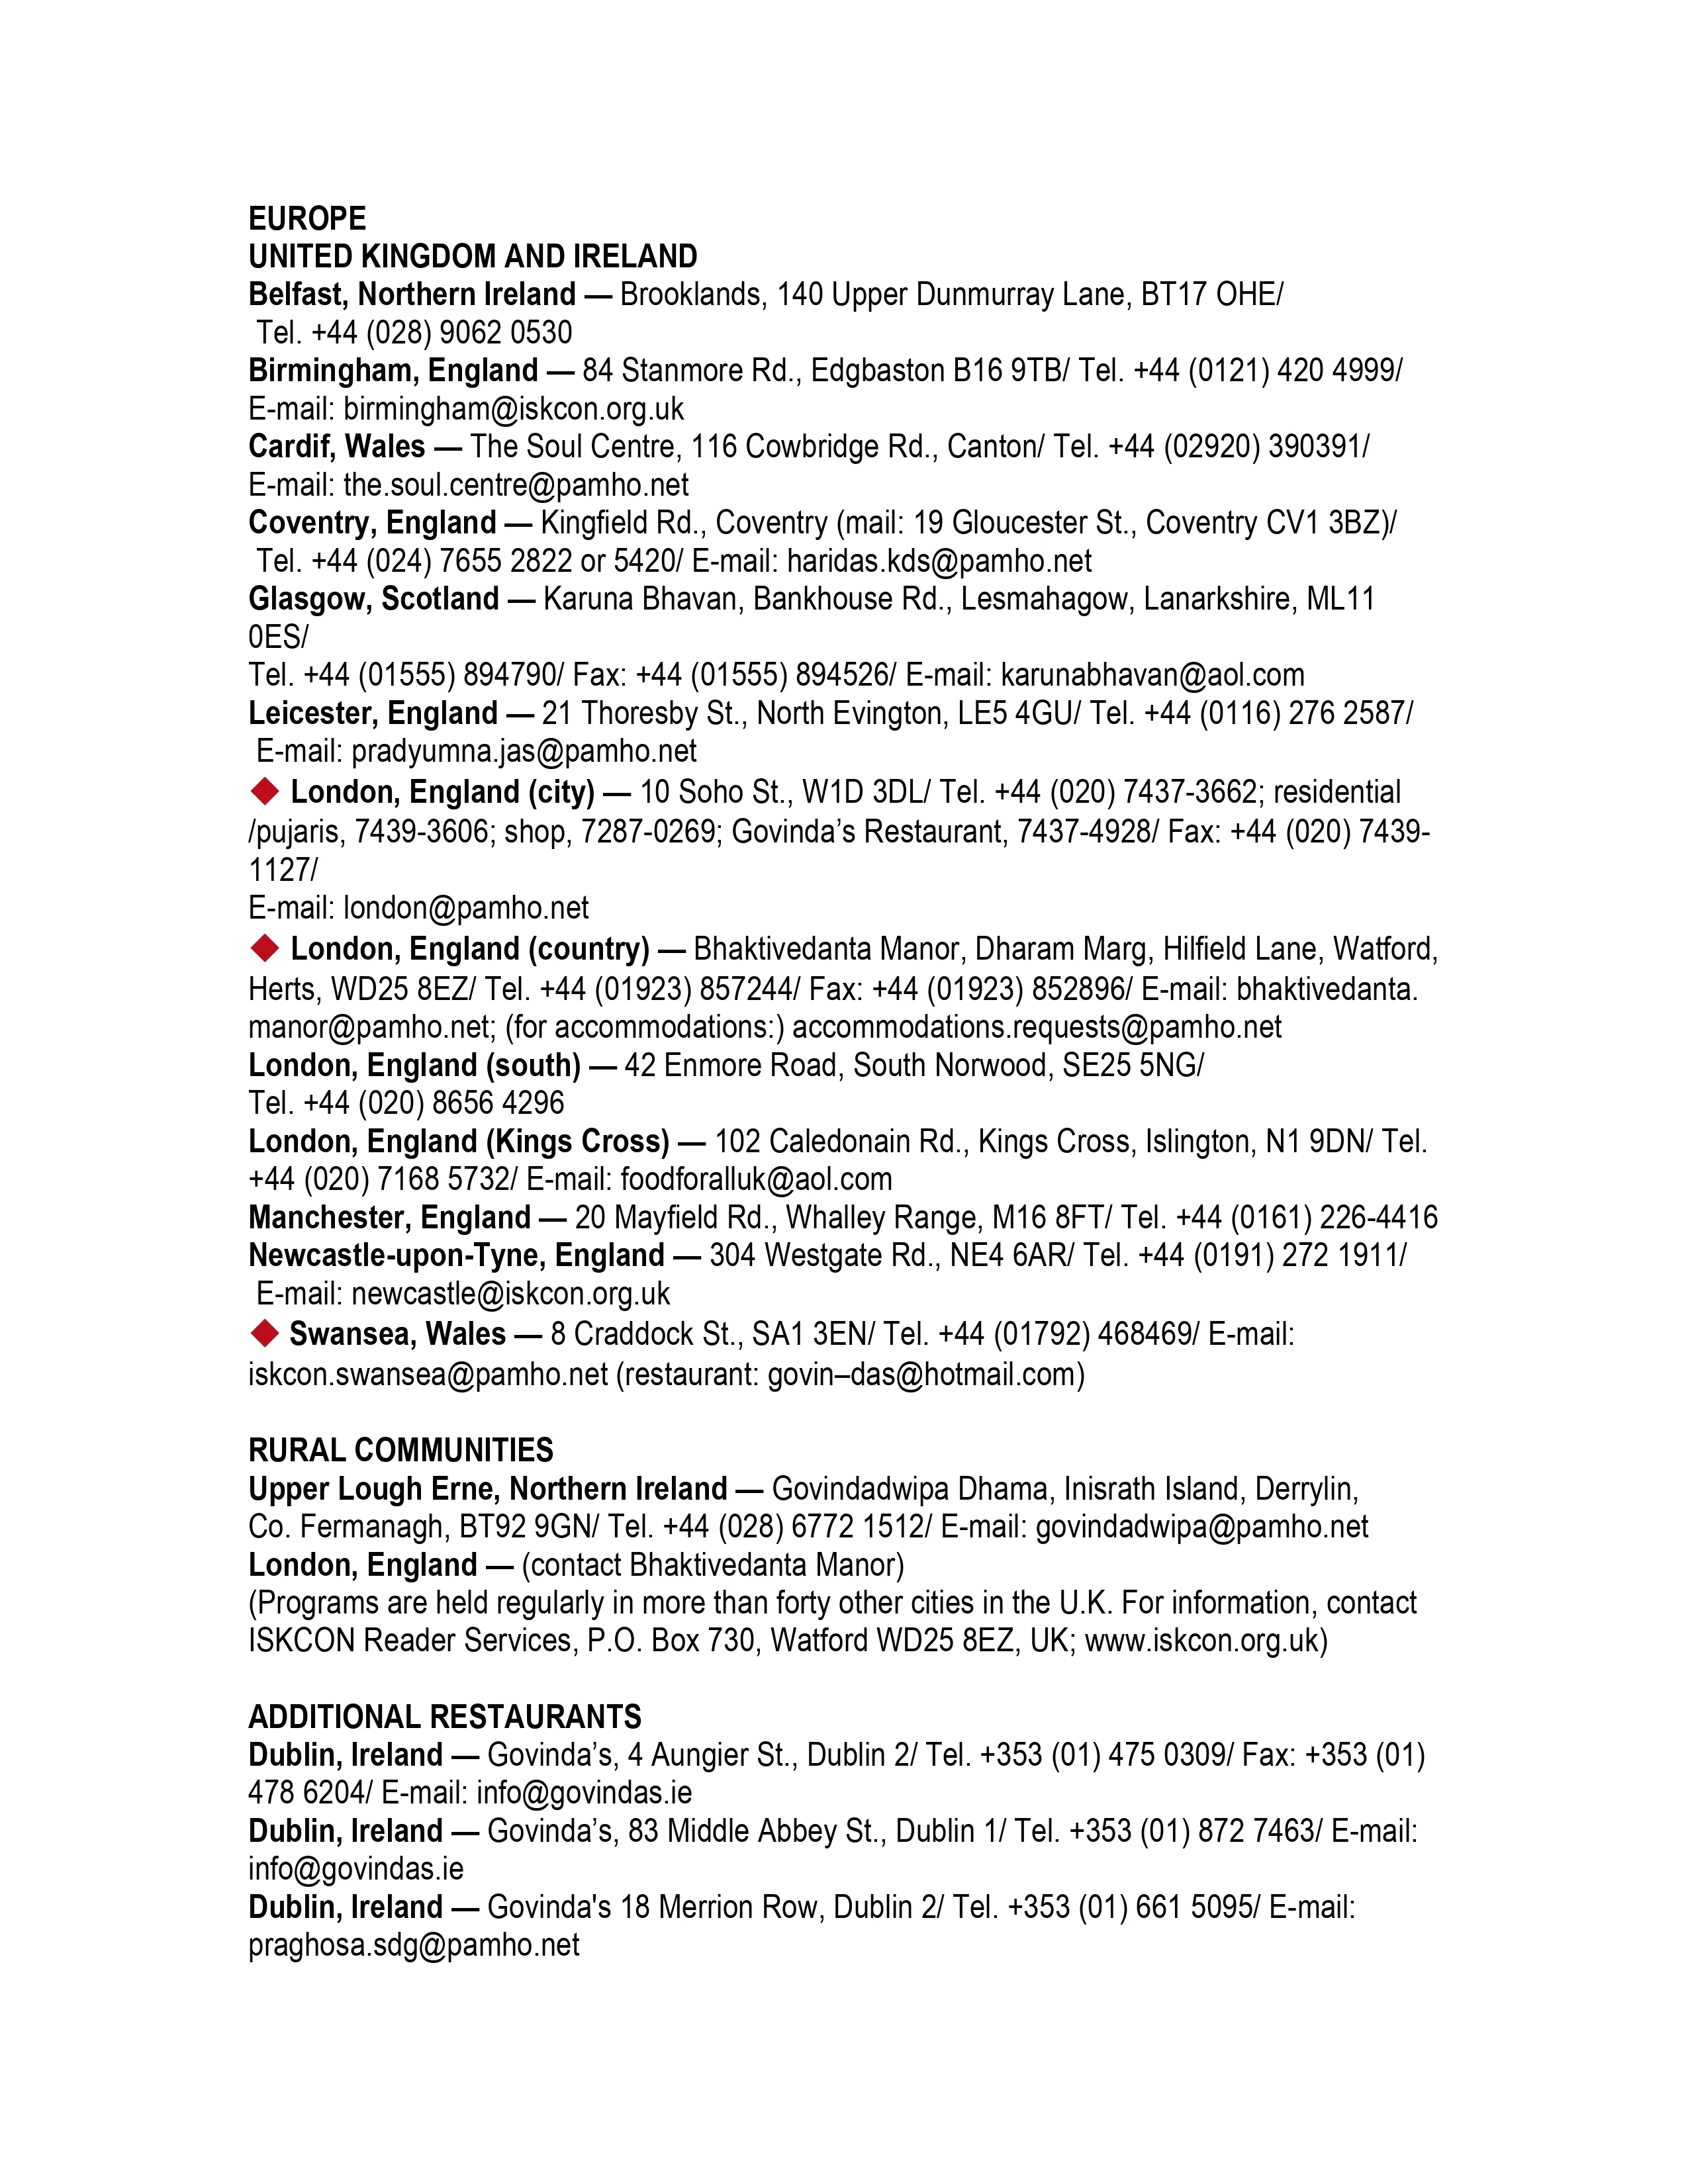 EUROPE
UNITED KINGDOM AND IRELAND
Belfast, Northern Ireland — Brooklands, 140 Upper Dunmurray Lane, BT17 OHE/
Tel. +44 (028) 9062 0530
Birmingham, England — 84 Stanmore Rd., Edgbaston B16 9TB/ Tel. +44 (0121) 420 4999/
E-mail: birmingham@iskcon.org.uk
Cardif, Wales — The Soul Centre, 116 Cowbridge Rd., Canton/ Tel. +44 (02920) 390391/
E-mail: the.soul.centre@pamho.net
Coventry, England — Kingfield Rd., Coventry (mail: 19 Gloucester St., Coventry CV1 3BZ)/
Tel. +44 (024) 7655 2822 or 5420/ E-mail: haridas.kds@pamho.net
Glasgow, Scotland — Karuna Bhavan, Bankhouse Rd., Lesmahagow, Lanarkshire, ML11
0ES/
Tel. +44 (01555) 894790/ Fax: +44 (01555) 894526/ E-mail: karunabhavan@aol.com
Leicester, England — 21 Thoresby St., North Evington, LE5 4GU/ Tel. +44 (0116) 276 2587/
E-mail: pradyumna.jas@pamho.net
◆ London, England (city) — 10 Soho St., W1D 3DL/ Tel. +44 (020) 7437-3662; residential
/pujaris, 7439-3606; shop, 7287-0269; Govinda’s Restaurant, 7437-4928/ Fax: +44 (020) 7439-
1127/
E-mail: london@pamho.net
◆ London, England (country) — Bhaktivedanta Manor, Dharam Marg, Hilfield Lane, Watford,
Herts, WD25 8EZ/ Tel. +44 (01923) 857244/ Fax: +44 (01923) 852896/ E-mail: bhaktivedanta.
manor@pamho.net; (for accommodations:) accommodations.requests@pamho.net
London, England (south) — 42 Enmore Road, South Norwood, SE25 5NG/
Tel. +44 (020) 8656 4296
London, England (Kings Cross) — 102 Caledonain Rd., Kings Cross, Islington, N1 9DN/ Tel.
+44 (020) 7168 5732/ E-mail: foodforalluk@aol.com
Manchester, England — 20 Mayfield Rd., Whalley Range, M16 8FT/ Tel. +44 (0161) 226-4416
Newcastle-upon-Tyne, England — 304 Westgate Rd., NE4 6AR/ Tel. +44 (0191) 272 1911/
E-mail: newcastle@iskcon.org.uk
◆ Swansea, Wales — 8 Craddock St., SA1 3EN/ Tel. +44 (01792) 468469/ E-mail:
iskcon.swansea@pamho.net (restaurant: govin–das@hotmail.com)
RURAL COMMUNITIES
Upper Lough Erne, Northern Ireland — Govindadwipa Dhama, Inisrath Island, Derrylin,
Co. Fermanagh, BT92 9GN/ Tel. +44 (028) 6772 1512/ E-mail: govindadwipa@pamho.net
London, England — (contact Bhaktivedanta Manor)
(Programs are held regularly in more than forty other cities in the U.K. For information, contact
ISKCON Reader Services, P.O. Box 730, Watford WD25 8EZ, UK; www.iskcon.org.uk)
ADDITIONAL RESTAURANTS
Dublin, Ireland — Govinda’s, 4 Aungier St., Dublin 2/ Tel. +353 (01) 475 0309/ Fax: +353 (01)
478 6204/ E-mail: info@govindas.ie
Dublin, Ireland — Govinda’s, 83 Middle Abbey St., Dublin 1/ Tel. +353 (01) 872 7463/ E-mail:
info@govindas.ie
Dublin, Ireland — Govinda's 18 Merrion Row, Dublin 2/ Tel. +353 (01) 661 5095/ E-mail:
praghosa.sdg@pamho.net